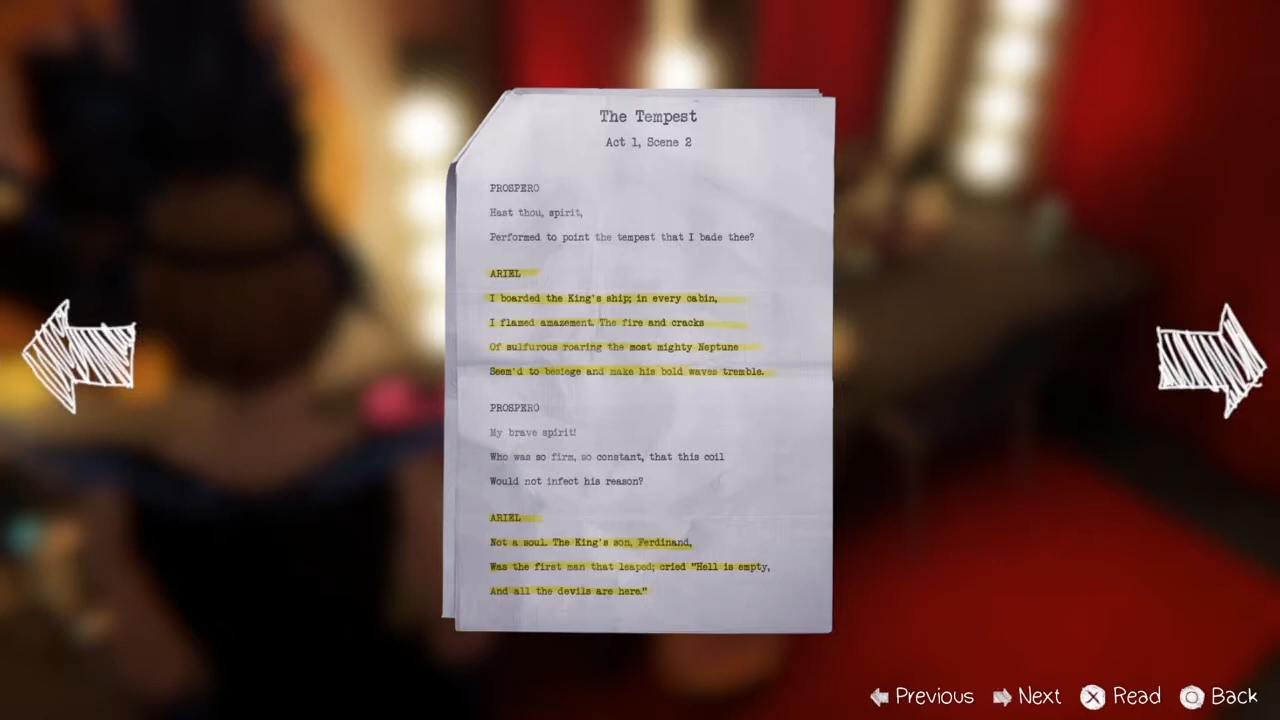 The Tempest
Act 1, Scene 2
PROSPERO
Hast thou, spirit,
Performed to point the tempest that I bade thee?
ARIEL
I boarded the King's ship; in every cabin,
I flamed amazement. The fire and cracks
Of sulfurous roaring the most mighty Neptune
Seem'd to besiege and make his bold waves tremble.
PROSPERO
My brave spirit!
Who was so firm, so constant, that this coil
Would not infect his reason?
ARIEL
Not a soul. The King's son, Ferdinand,
Was the first man that leaped; cried "Hell is empty,
And all the devils are here."
Previous Next Read Back